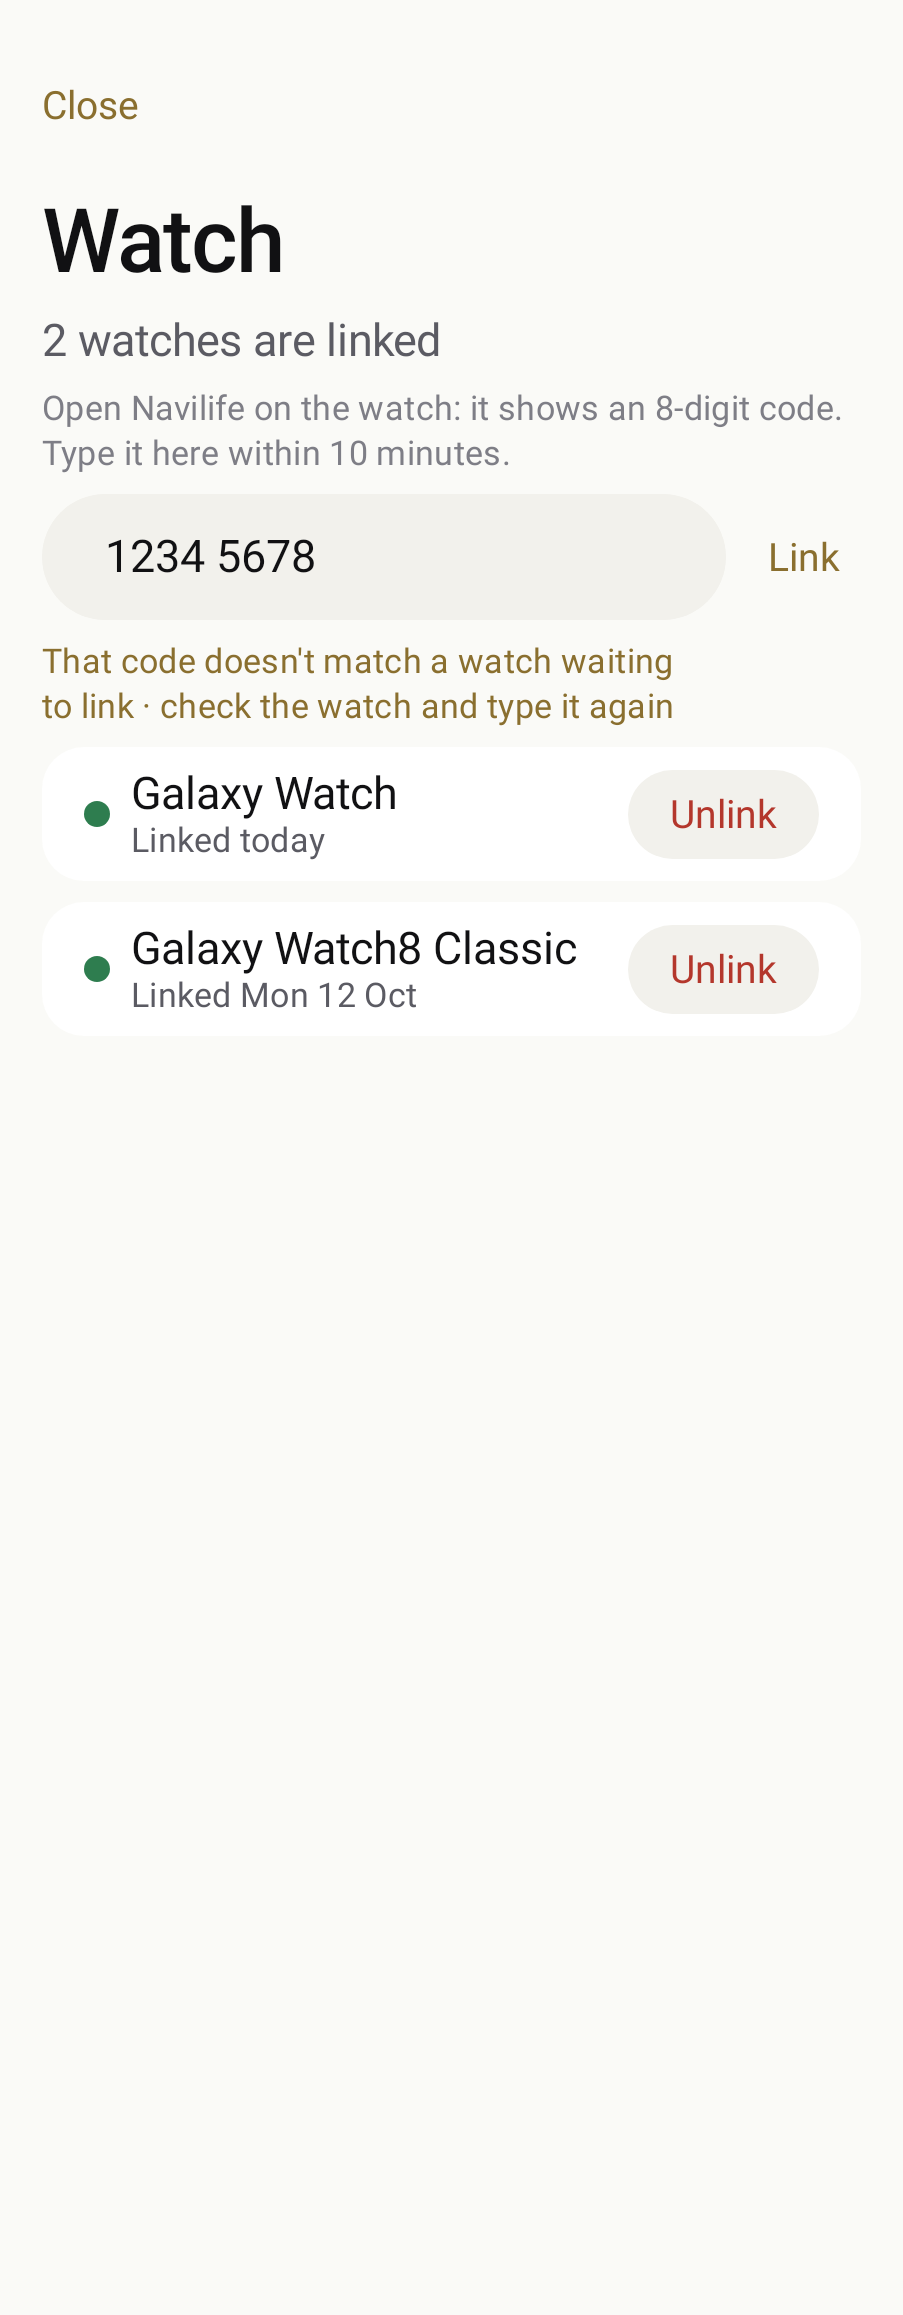 Close
Watch
2 watches are linked
Open Navilife on the watch: it shows an 8-digit code.
Type it here within 10 minutes.
1234 5678
Link
That code doesn't match a watch waiting
to link · check the watch and type it again
Galaxy Watch
Linked today
Unlink
Galaxy Watch8 Classic
Linked Mon 12 Oct
Unlink